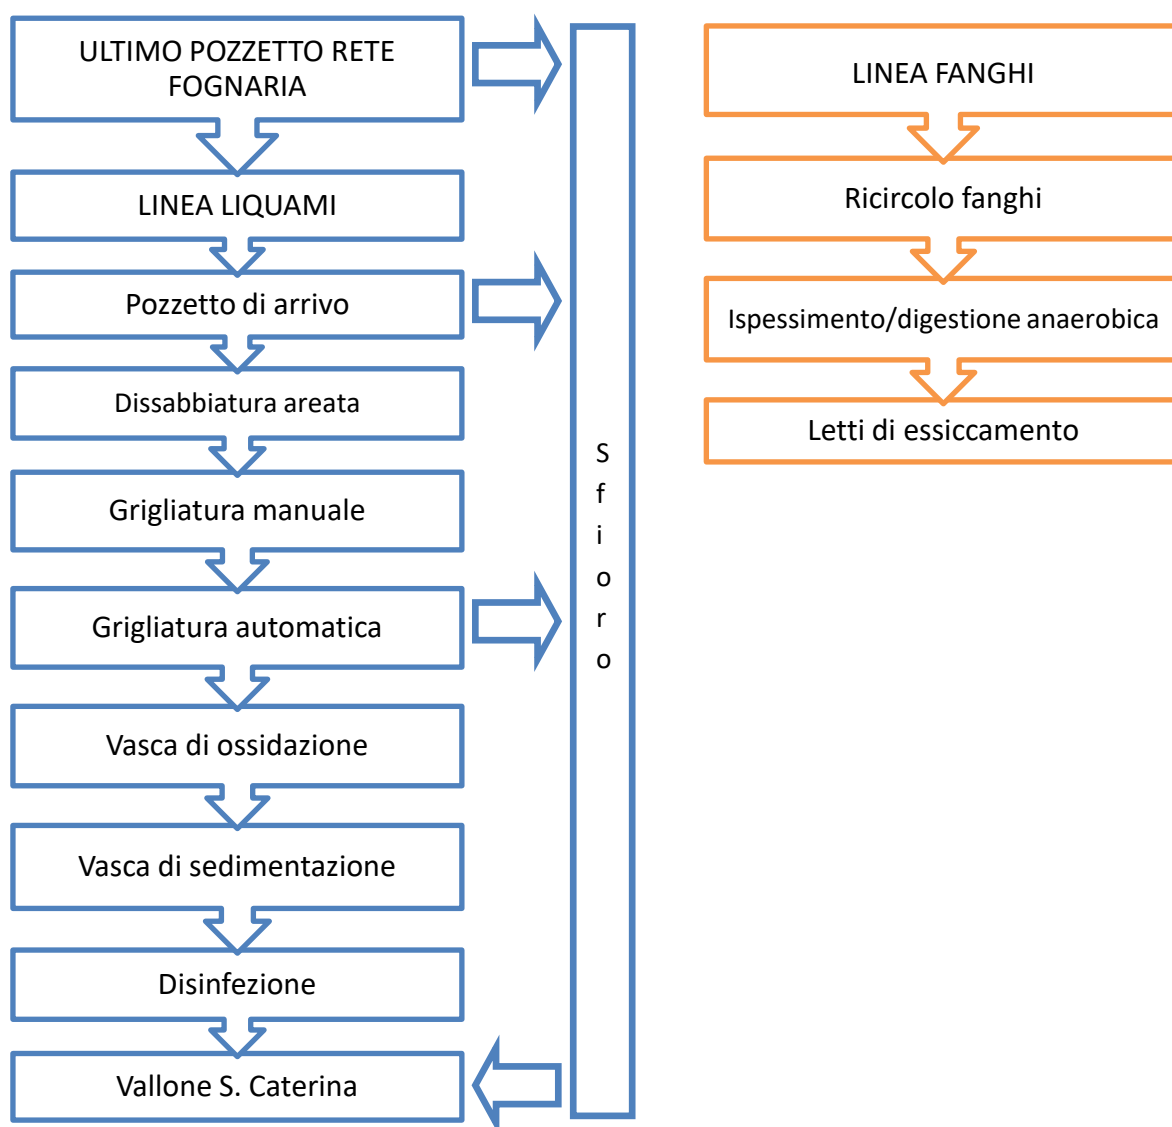 ULTIMO POZZETTO RETE
FOGNARIA
LINEA LIQUAMI
Pozzetto di arrivo
Dissabbiatura areata
Grigliatura manuale
Grigliatura automatica
Vasca di ossidazione
Vasca di sedimentazione
Disinfezione
Vallone S. Caterina
S
f
i
o
r
o
LINEA FANGHI
Ricircolo fanghi
Ispessimento/digestione anaerobica
Letti di essiccamento